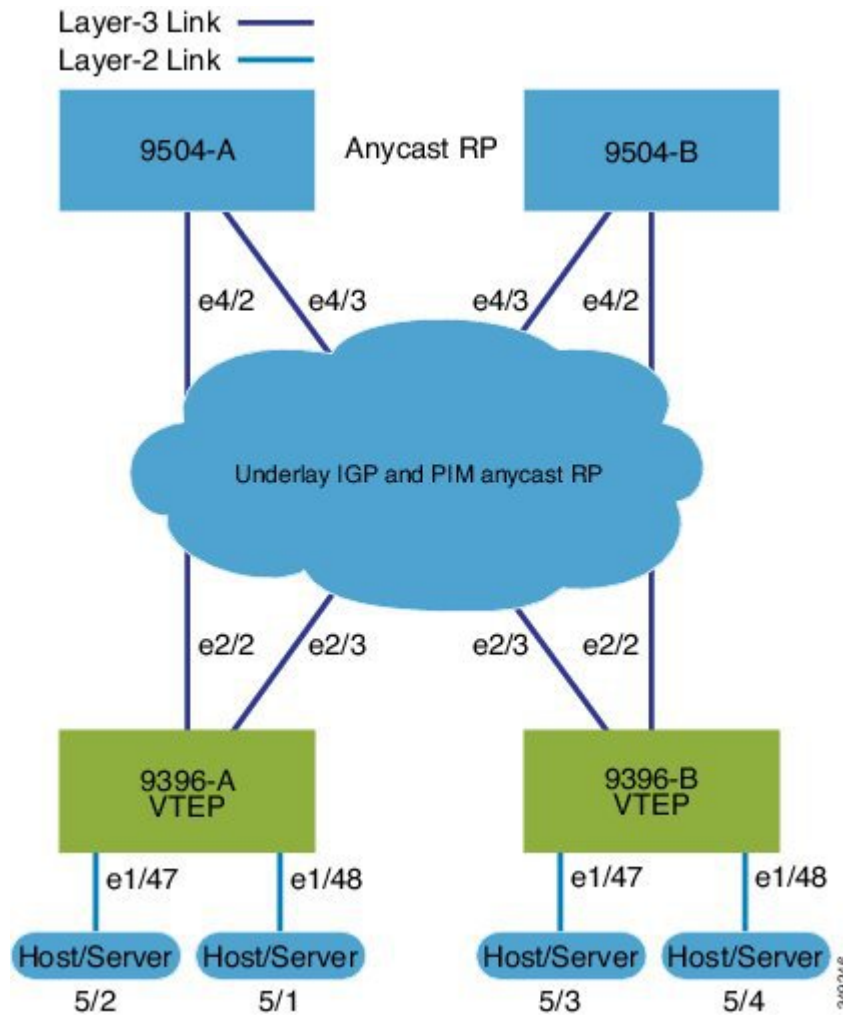 Layer-3 Link
Layer-2 Link
9504-A
Anycast RP
9504-B
e4/2
e4/3
e4/3
e4/2
Underlay IGP and PIM anycast RP
e2/2
e2/3
e2/3
e2/2
9396-A
VTEP
9396-B
VTEP
e1/47
e1/48
e1/47
e1/48
Host/Server
Host/Server
Host/Server
Host/Server
5/2
5/1
5/3
5/4